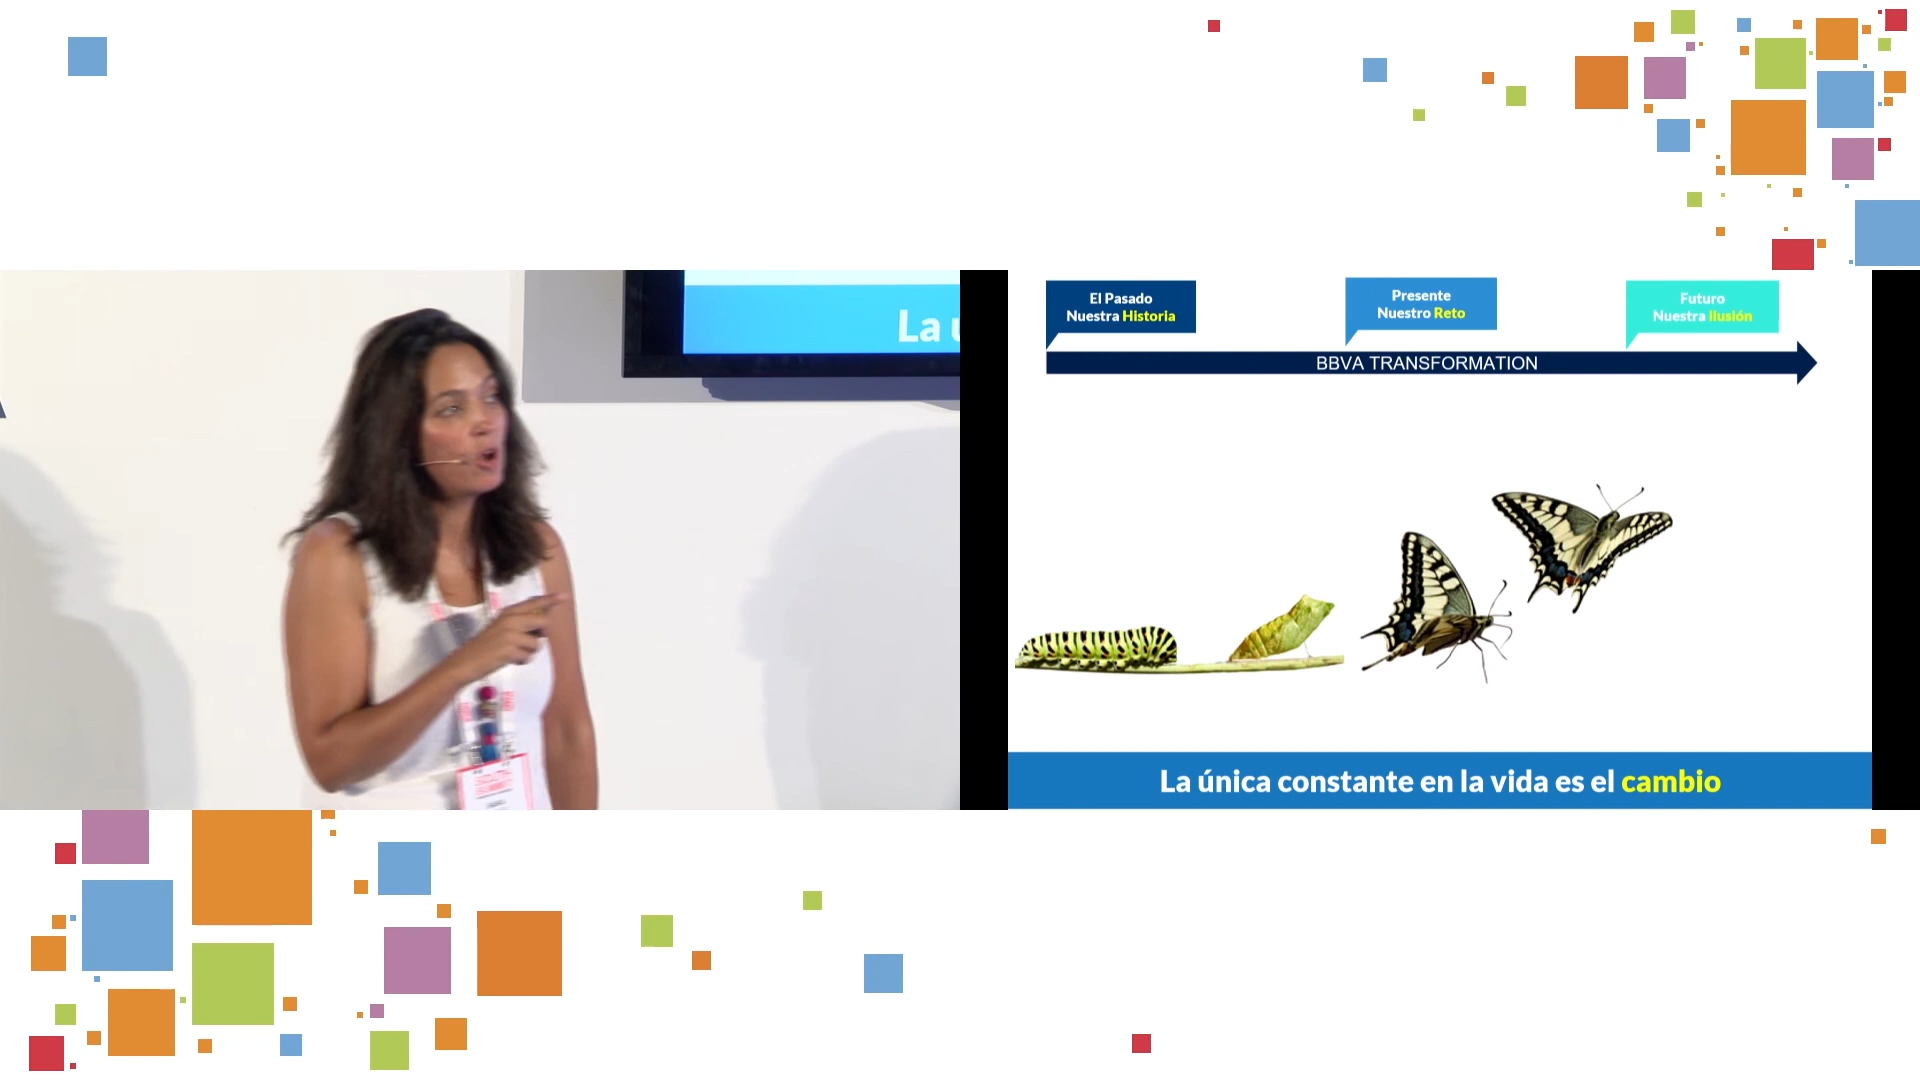 La
El Pasado
Nuestra Historia
Presente
Nuestro Reto
Futuro
Nuestra Ilusión
BBVA TRANSFORMATION
La única constante en la vida es el cambio